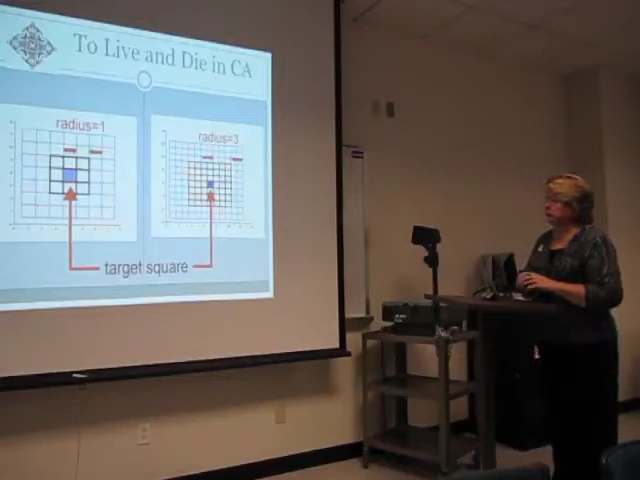 To Live and Die in CA
radius=1
radius=3
target square